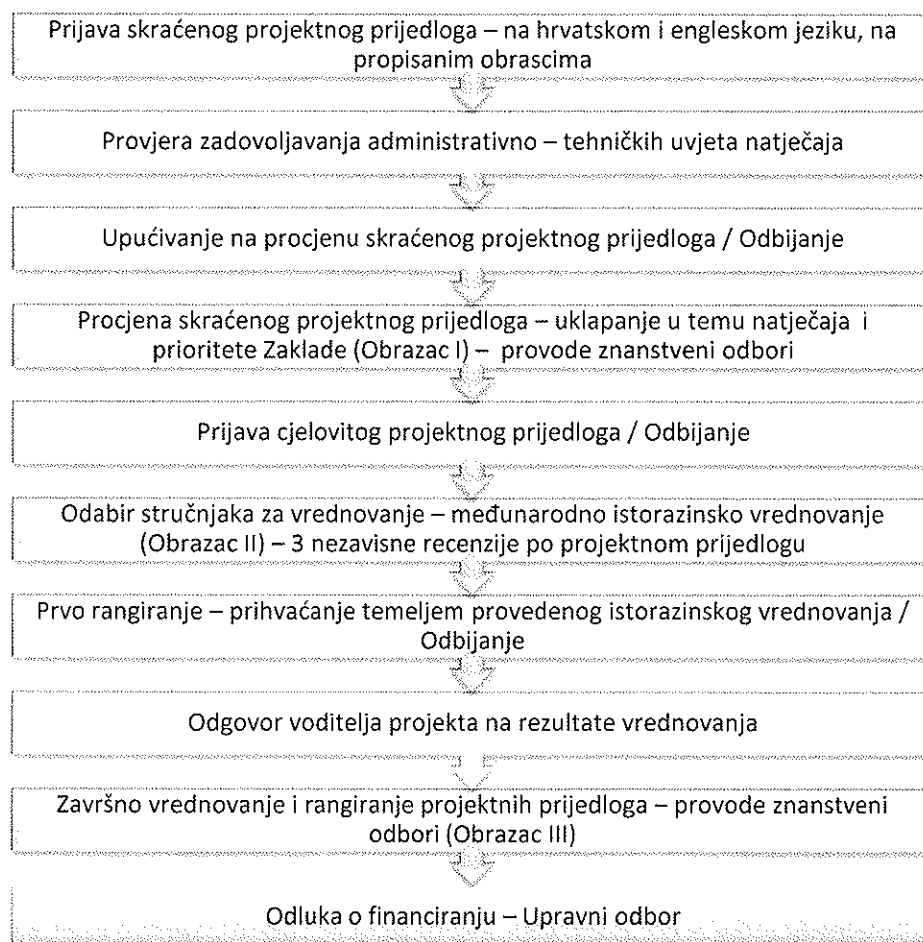 Prijava skraćenog projektnog prijedloga – na hrvatskom i engleskom jeziku, na
propisanim obrascima
Provjera zadovoljavanja administrativno – tehničkih uvjeta natječaja
Upućivanje na procjenu skraćenog projektnog prijedloga / Odbijanje
Procjena skraćenog projektnog prijedloga – uklapanje u temu natječaja i
prioritete Zaklade (Obrazac I) – provode znanstveni odbori
Prijava cjelovitog projektnog prijedloga / Odbijanje
Odabir stručnjaka za vrednovanje – međunarodno istorazinsko vrednovanje
(Obrazac II) – 3 nezavisne recenzije po projektnom prijedlogu
Prvo rangiranje – prihvaćanje temeljem provedenog istorazinskog vrednovanja /
Odbijanje
Odgovor voditelja projekta na rezultate vrednovanja
Završno vrednovanje i rangiranje projektnih prijedloga – provode znanstveni
odbori (Obrazac III)
Odluka o financiranju – Upravni odbor